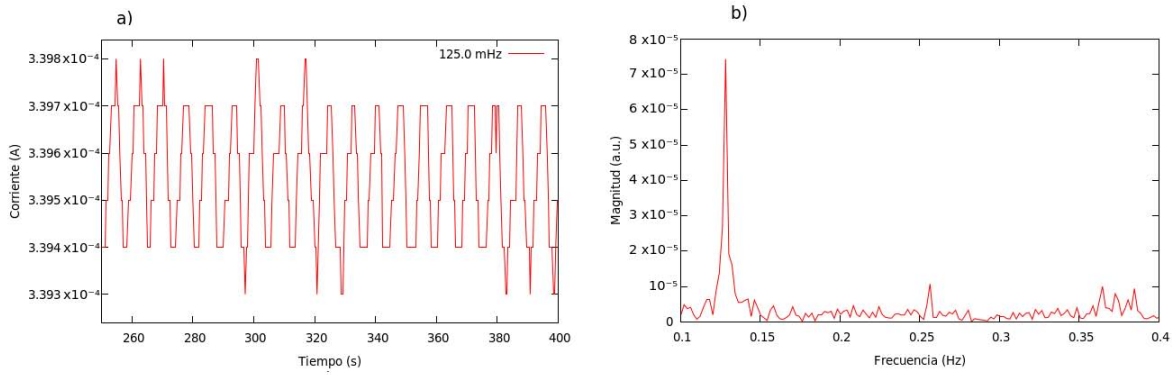 a)
125.0 mHz
3.398 x10⁻⁴
3.397 x10⁻⁴
3.396 x10⁻⁴
3.395 x10⁻⁴
3.394 x10⁻⁴
3.393 x10⁻⁴
Corriente (A)
260 280 300 320 340 360 380 400
Tiempo (s)
b)
8 x10⁻⁵
7 x10⁻⁵
6 x10⁻⁵
5 x10⁻⁵
4 x10⁻⁵
3 x10⁻⁵
2 x10⁻⁵
10⁻⁵
0
Magnitud (a.u.)
0.1 0.15 0.2 0.25 0.3 0.35 0.4
Frecuencia (Hz)